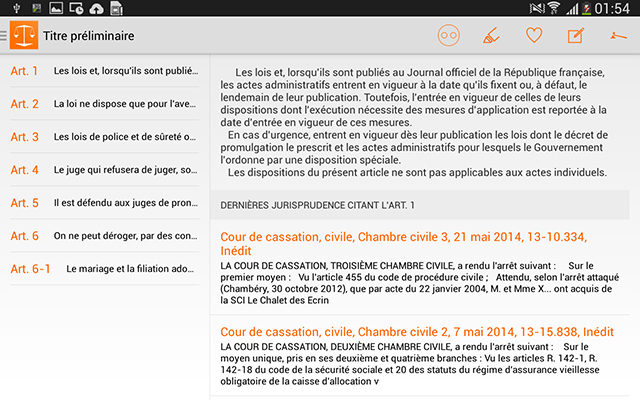 01:54
Titre préliminaire
Art. 1 Les lois et, lorsqu'ils sont publié...
Art. 2 La loi ne dispose que pour l'ave...
Art. 3 Les lois de police et de sûreté o...
Art. 4 Le juge qui refusera de juger, so...
Art. 5 Il est défendu aux juges de pron...
Art. 6 On ne peut déroger, par des con...
Art. 6-1 Le mariage et la filiation ado...
Les lois et, lorsqu'ils sont publiés au Journal officiel de la République française,
les actes administratifs entrent en vigueur à la date qu'ils fixent ou, à défaut, le
lendemain de leur publication. Toutefois, l'entrée en vigueur de celles de leurs
dispositions dont l'exécution nécessite des mesures d'application est reportée à la
date d'entrée en vigueur de ces mesures.
En cas d'urgence, entrent en vigueur dès leur publication les lois dont le décret de
promulgation le prescrit et les actes administratifs pour lesquels le Gouvernement
l'ordonne par une disposition spéciale.
Les dispositions du présent article ne sont pas applicables aux actes individuels.
DERNIÈRES JURISPRUDENCE CITANT L'ART. 1
Cour de cassation, civile, Chambre civile 3, 21 mai 2014, 13-10.334,
Inédit
LA COUR DE CASSATION, TROISIÈME CHAMBRE CIVILE, a rendu l'arrêt suivant : Sur le
premier moyen : Vu l'article 455 du code de procédure civile ; Attendu, selon l'arrêt attaqué
(Chambéry, 30 octobre 2012), que par acte du 22 janvier 2004, M. et Mme X... ont acquis de
la SCI Le Chalet des Ecrin
Cour de cassation, civile, Chambre civile 2, 7 mai 2014, 13-15.838, Inédit
LA COUR DE CASSATION, DEUXIÈME CHAMBRE CIVILE, a rendu l'arrêt suivant : Sur le
moyen unique, pris en ses deuxième et quatrième branches : Vu les articles R. 142-1, R.
142-18 du code de la sécurité sociale et 20 des statuts du régime d'assurance vieillesse
obligatoire de la caisse d'allocation v